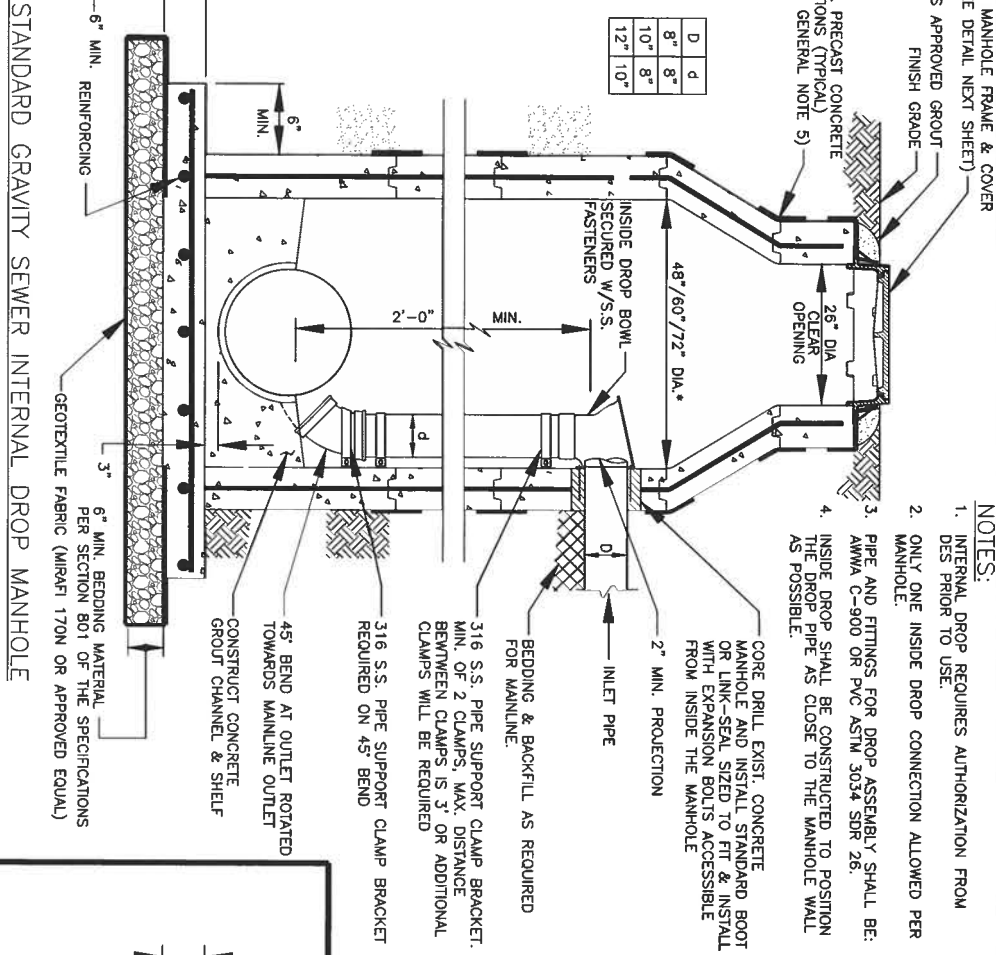 MANHOLE FRAME & COVER
E DETAIL NEXT SHEET)
S APPROVED GROUT
FINISH GRADE
PRECAST CONCRETE
TIONS (TYPICAL)
GENERAL NOTE 5)
D d
8" 8"
10" 8"
12" 10"
26" DIA
CLEAR
OPENING
48"/60"/72" DIA.*
INSIDE DROP BOWL
SECURED W/S.S.
FASTENERS
2'-0" MIN.
d
D
6"
MIN.
6" MIN.
REINFORCING
3"
NOTES:
1. INTERNAL DROP REQUIRES AUTHORIZATION FROM
DES PRIOR TO USE.
2. ONLY ONE INSIDE DROP CONNECTION ALLOWED PER
MANHOLE.
3. PIPE AND FITTINGS FOR DROP ASSEMBLY SHALL BE:
AWWA C-900 OR PVC ASTM 3034 SDR 26.
4. INSIDE DROP SHALL BE CONSTRUCTED TO POSITION
THE DROP PIPE AS CLOSE TO THE MANHOLE WALL
AS POSSIBLE.
CORE DRILL EXIST. CONCRETE
MANHOLE AND INSTALL STANDARD BOOT
OR LINK-SEAL SIZED TO FIT & INSTALL
WITH EXPANSION BOLTS ACCESSIBLE
FROM INSIDE THE MANHOLE
2" MIN. PROJECTION
INLET PIPE
BEDDING & BACKFILL AS REQUIRED
FOR MAINLINE.
316 S.S. PIPE SUPPORT CLAMP BRACKET.
MIN. OF 2 CLAMPS, MAX. DISTANCE
BEWTWEEN CLAMPS IS 3' OR ADDITIONAL
CLAMPS WILL BE REQUIRED
316 S.S. PIPE SUPPORT CLAMP BRACKET
REQUIRED ON 45° BEND
45° BEND AT OUTLET ROTATED
TOWARDS MAINLINE OUTLET
CONSTRUCT CONCRETE
GROUT CHANNEL & SHELF
6" MIN. BEDDING MATERIAL
PER SECTION 801 OF THE SPECIFICATIONS
GEOTEXTILE FABRIC (MIRAFI 170N OR APPROVED EQUAL)
STANDARD GRAVITY SEWER INTERNAL DROP MANHOLE